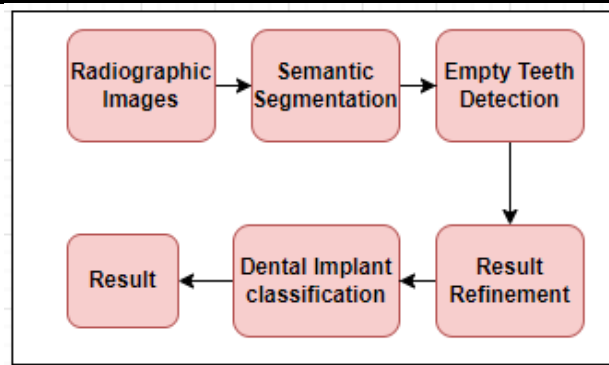 Radiographic
Images
Semantic
Segmentation
Empty Teeth
Detection
Result
Refinement
Dental Implant
classification
Result